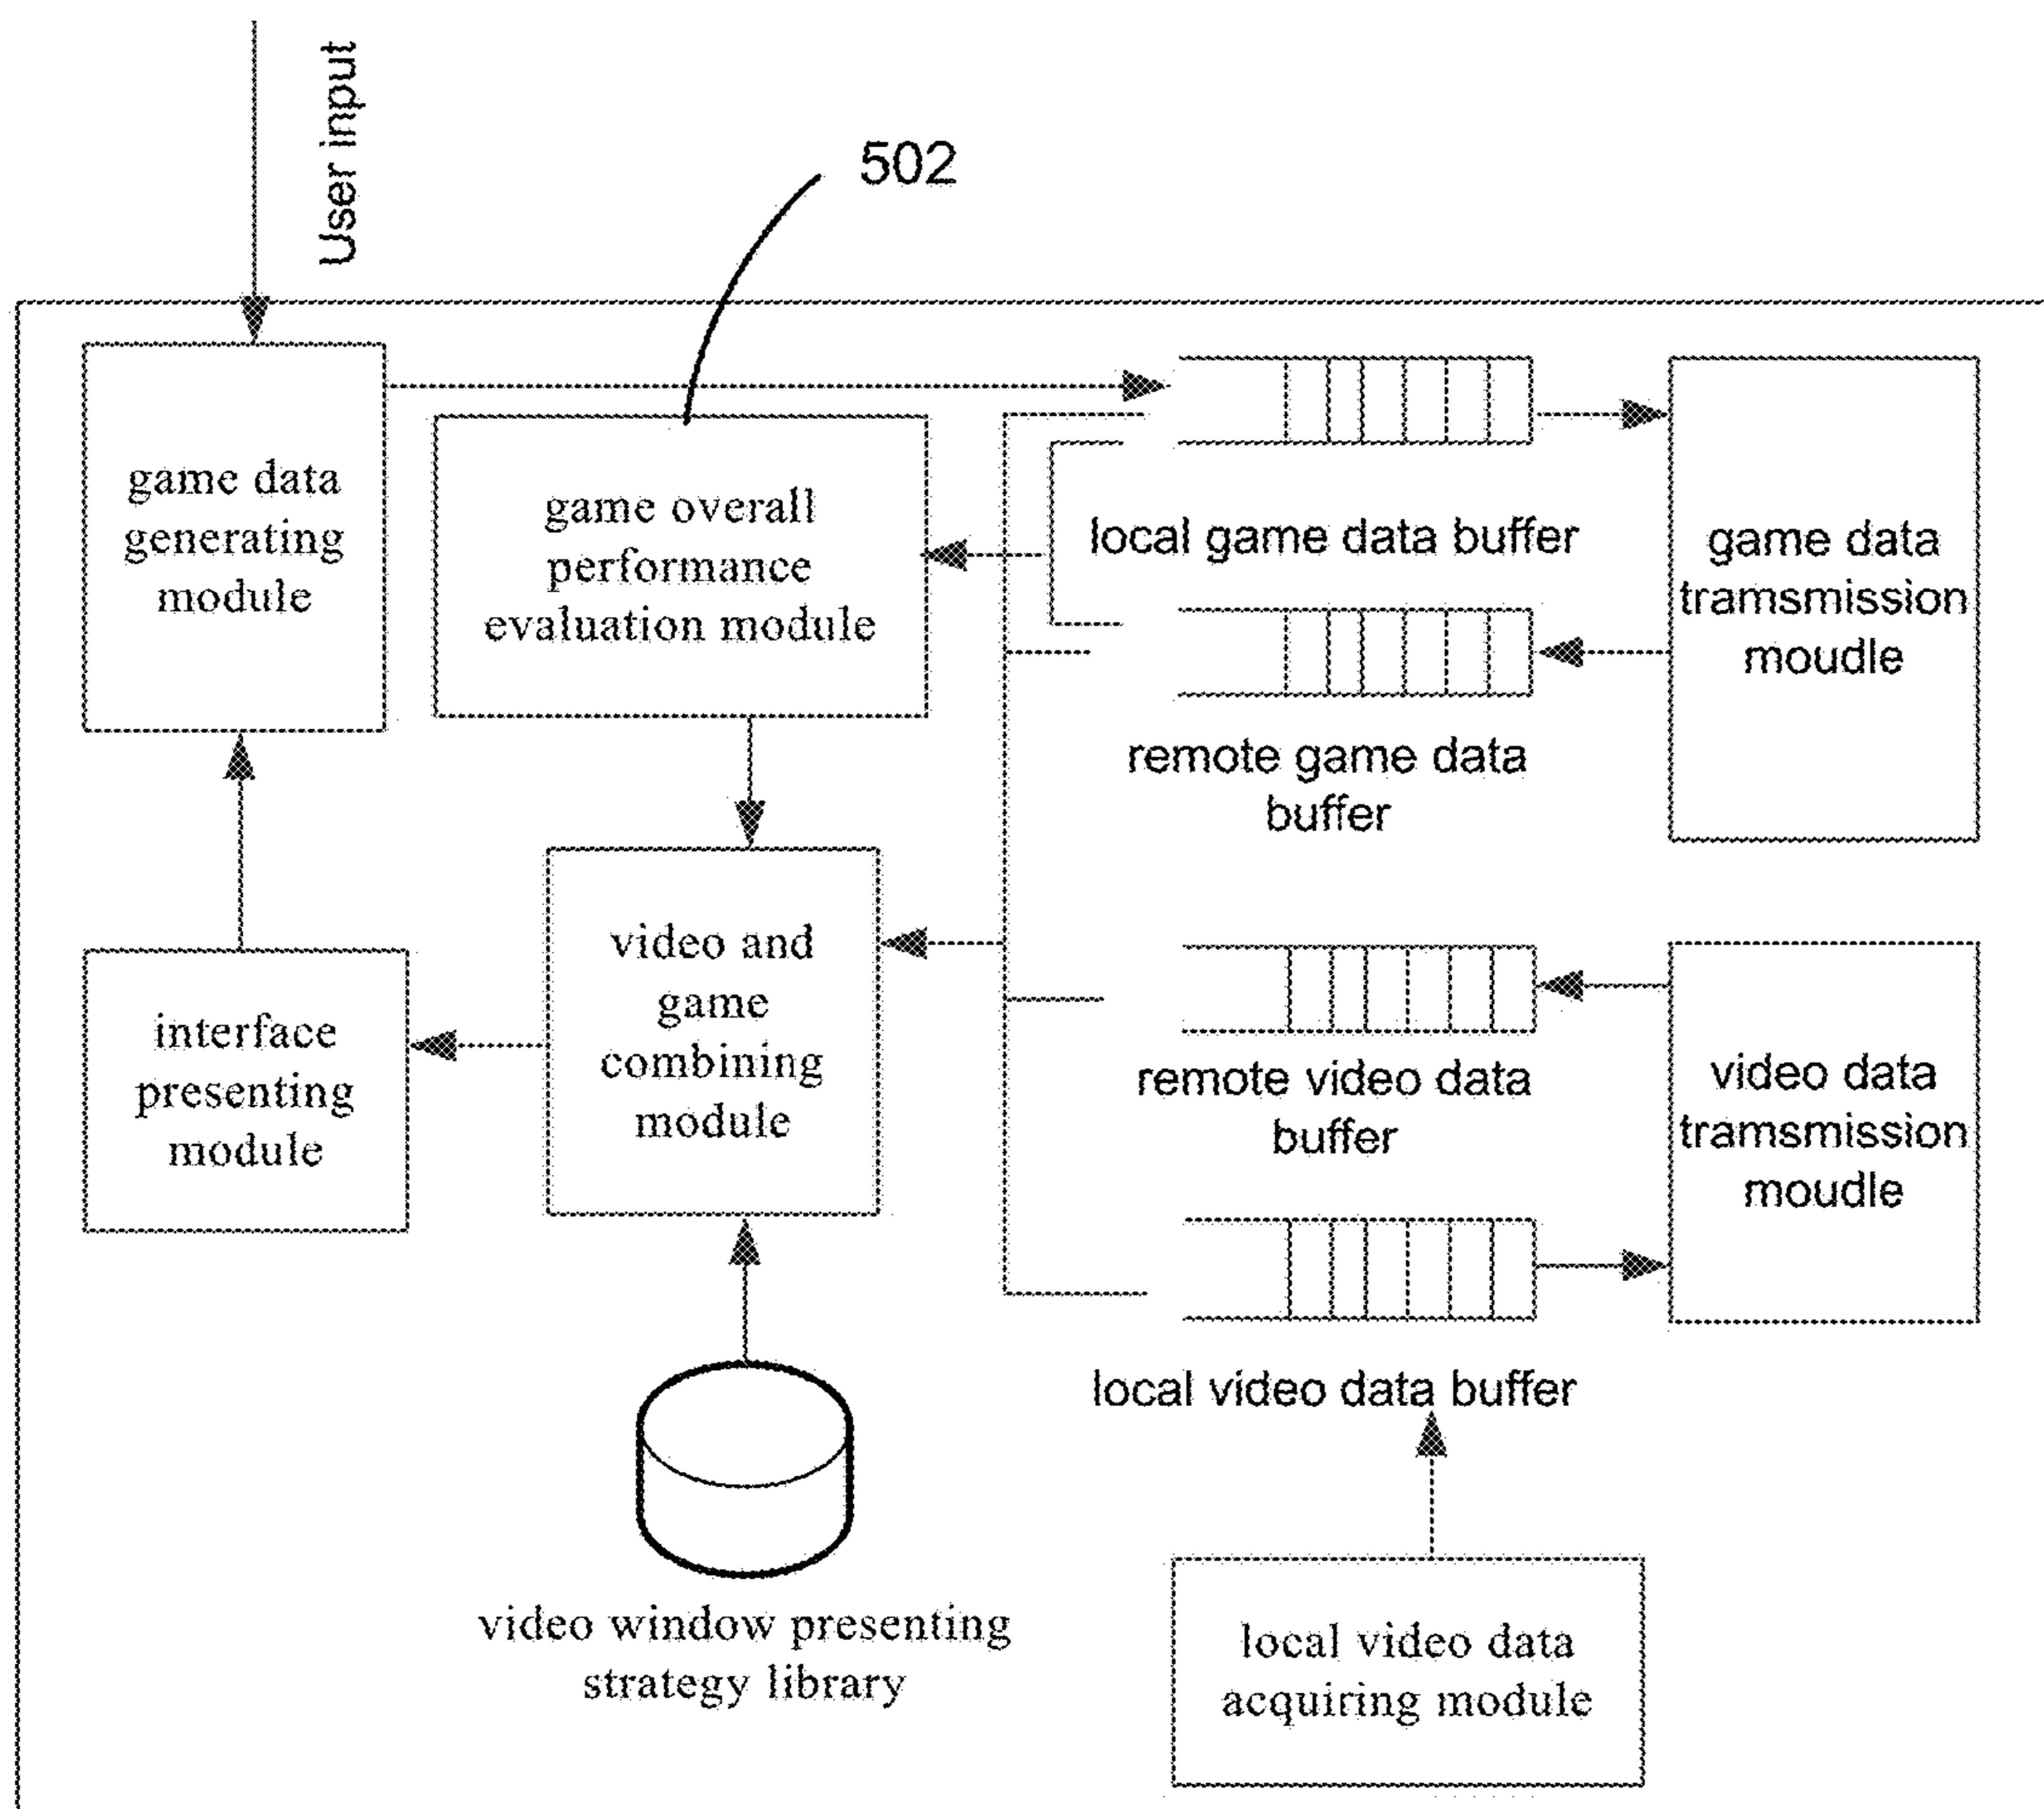 User input
502
game data
generating
module
game overall
performance
evaluation module
local game data buffer
game data
tramsmission
moudle
remote game data
buffer
interface
presenting
module
video and
game
combining
module
remote video data
buffer
video data
tramsmission
moudle
local video data buffer
video window presenting
strategy library
local video data
acquiring module